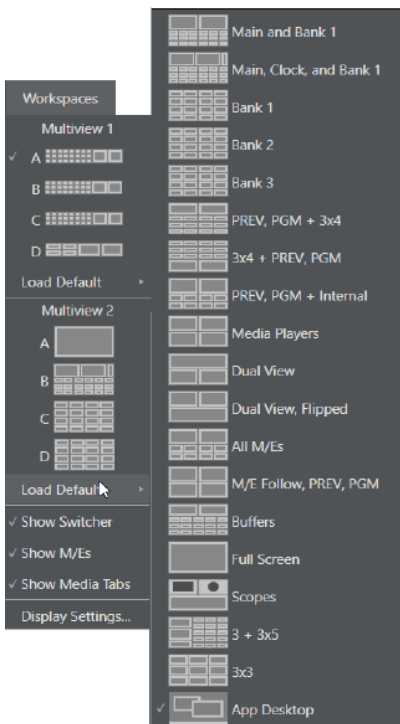 Workspaces
Multiview 1
✓ A
B
C
D
Load Default
Multiview 2
A
B
C
D
Load Default
✓ Show Switcher
✓ Show M/Es
✓ Show Media Tabs
Display Settings...
Main and Bank 1
Main, Clock, and Bank 1
Bank 1
Bank 2
Bank 3
PREV, PGM + 3x4
3x4 + PREV, PGM
PREV, PGM + Internal
Media Players
Dual View
Dual View, Flipped
All M/Es
M/E Follow, PREV, PGM
Buffers
Full Screen
Scopes
3 + 3x5
3x3
✓ App Desktop